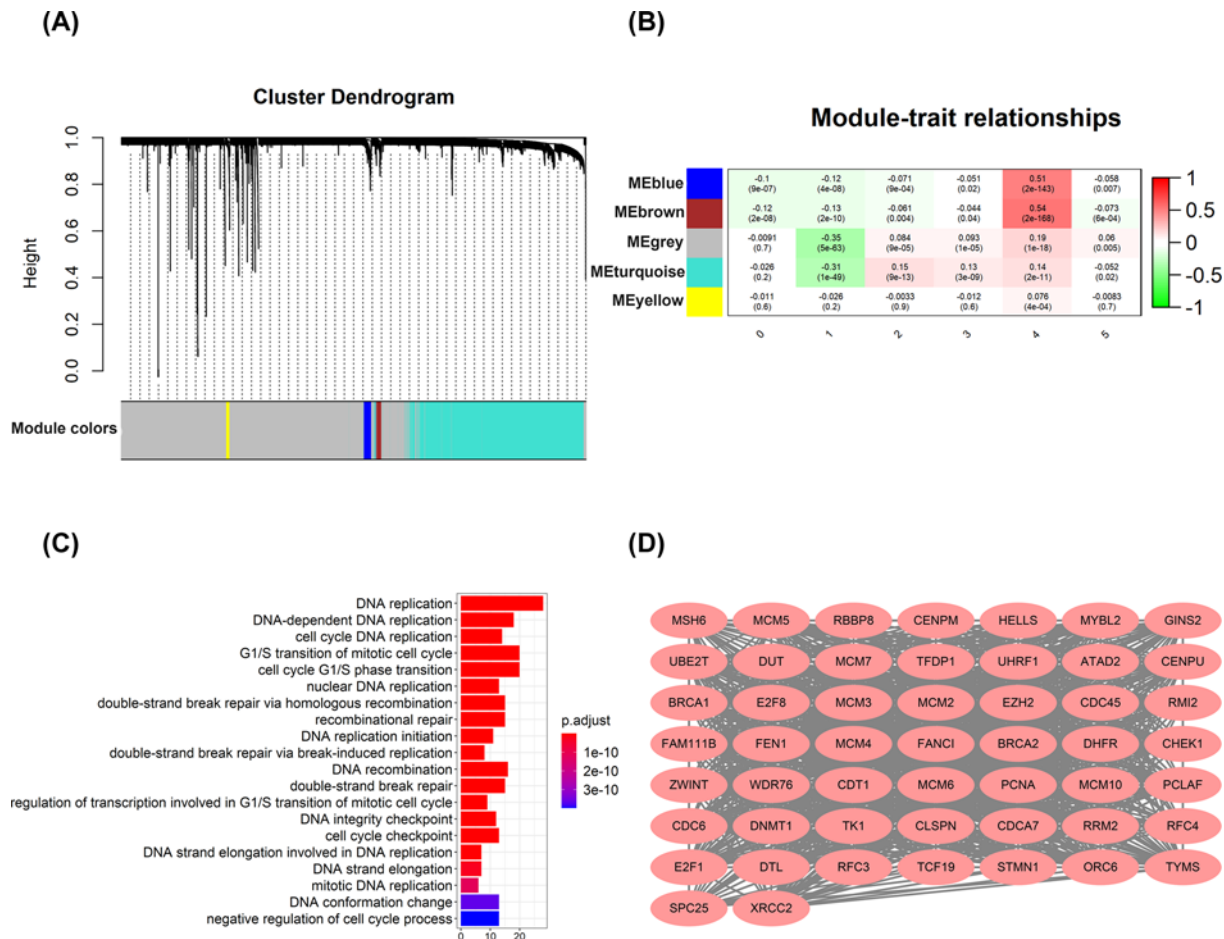 (A)
Cluster Dendrogram
Height
1.0
0.8
0.6
0.4
0.2
0.0
Module colors
(B)
Module-trait relationships
MEblue
-0.1 -0.12 -0.071 -0.051 0.51 -0.058
(9e-07) (4e-08) (9e-04) (0.02) (2e-143) (0.007)
MEbrown
-0.12 -0.13 -0.061 -0.044 0.54 -0.073
(2e-08) (2e-10) (0.004) (0.04) (2e-168) (6e-04)
MEgrey
-0.0091 -0.35 0.084 0.093 0.19 0.06
(0.7) (5e-63) (9e-05) (1e-05) (1e-18) (0.005)
MEturquoise
-0.026 -0.31 0.15 0.13 0.14 -0.052
(0.2) (1e-49) (9e-13) (3e-09) (2e-11) (0.02)
MEyellow
-0.011 -0.026 -0.0033 -0.012 0.076 -0.0083
(0.6) (0.2) (0.9) (0.6) (4e-04) (0.7)
0 1 2 3 4 5
1
0.5
0
-0.5
-1
(C)
DNA replication
DNA-dependent DNA replication
cell cycle DNA replication
G1/S transition of mitotic cell cycle
cell cycle G1/S phase transition
nuclear DNA replication
double-strand break repair via homologous recombination
recombinational repair
DNA replication initiation
double-strand break repair via break-induced replication
DNA recombination
double-strand break repair
regulation of transcription involved in G1/S transition of mitotic cell cycle
DNA integrity checkpoint
cell cycle checkpoint
DNA strand elongation involved in DNA replication
DNA strand elongation
mitotic DNA replication
DNA conformation change
negative regulation of cell cycle process
0 10 20
p.adjust
1e-10
2e-10
3e-10
(D)
MSH6 MCM5 RBBP8 CENPM HELLS MYBL2 GINS2
UBE2T DUT MCM7 TFDP1 UHRF1 ATAD2 CENPU
BRCA1 E2F8 MCM3 MCM2 EZH2 CDC45 RMI2
FAM111B FEN1 MCM4 FANCI BRCA2 DHFR CHEK1
ZWINT WDR76 CDT1 MCM6 PCNA MCM10 PCLAF
CDC6 DNMT1 TK1 CLSPN CDCA7 RRM2 RFC4
E2F1 DTL RFC3 TCF19 STMN1 ORC6 TYMS
SPC25 XRCC2